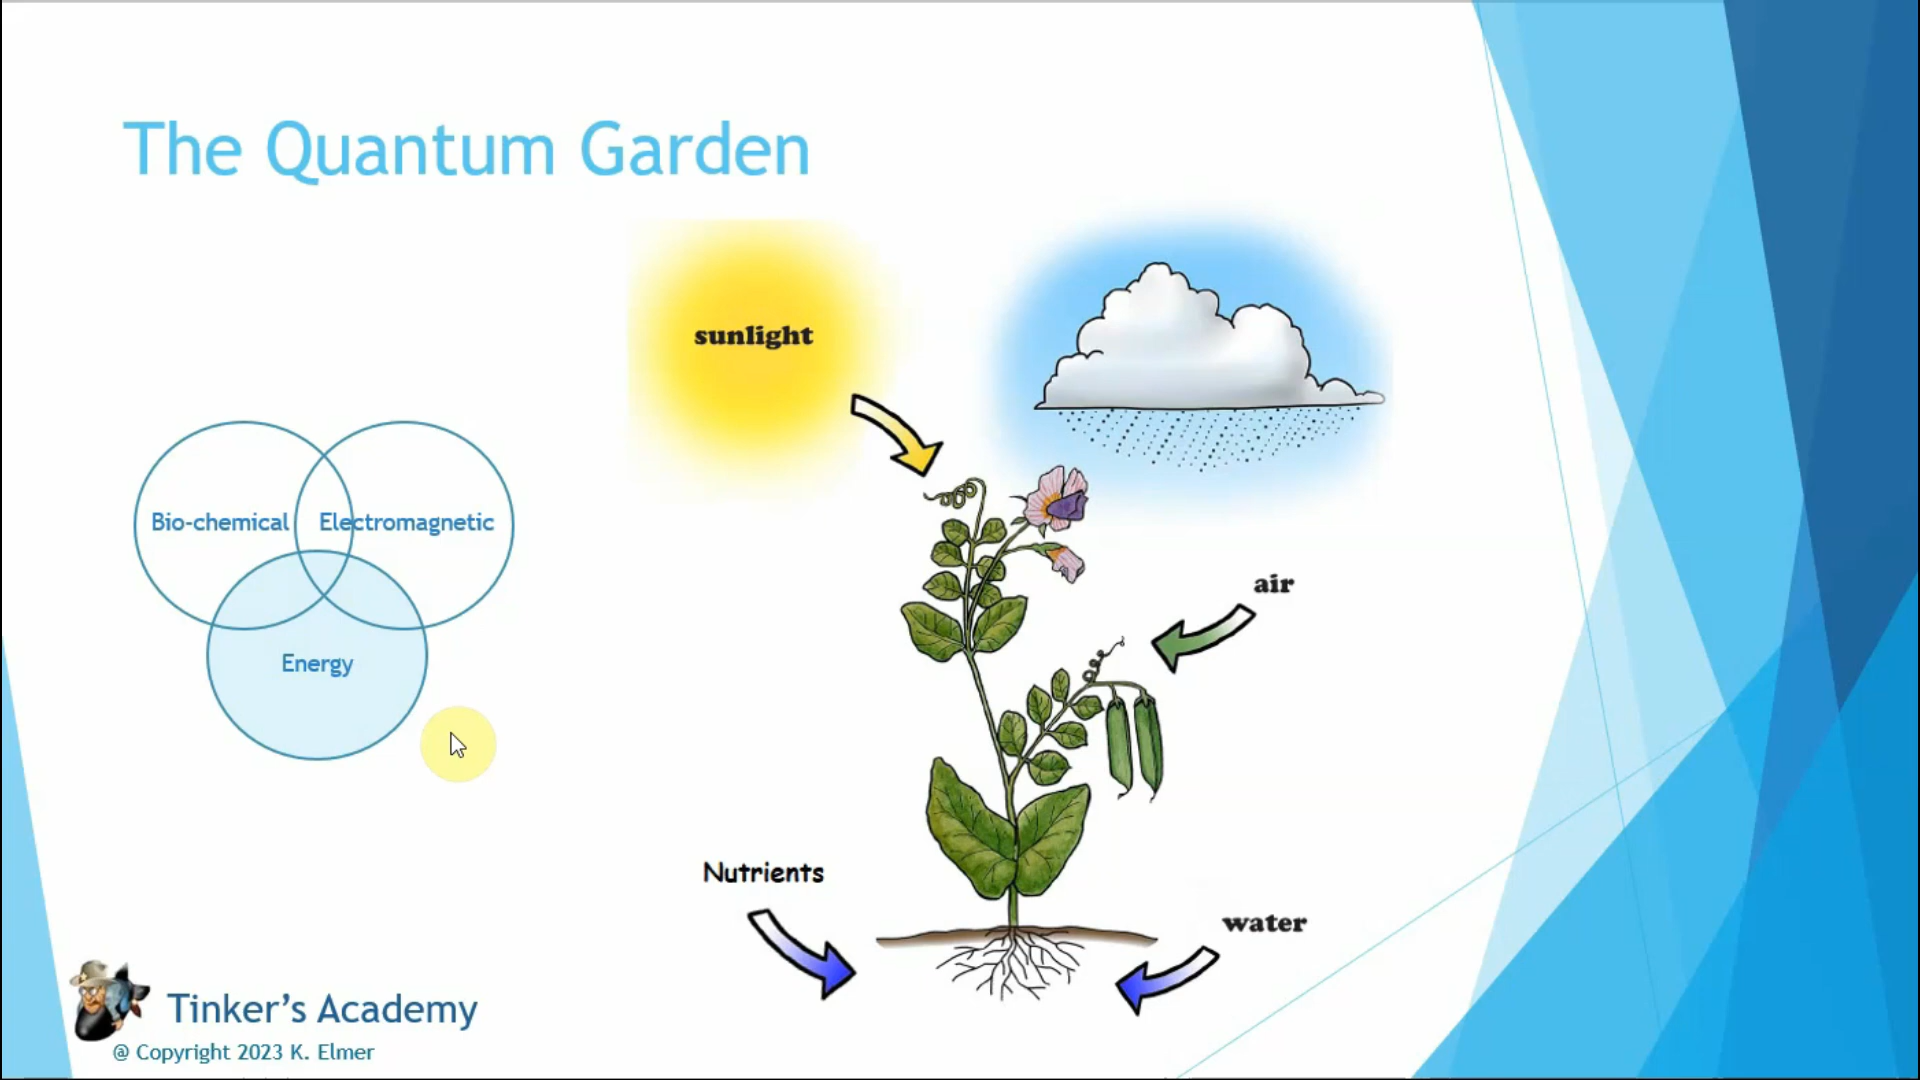 The Quantum Garden
sunlight
Bio-chemical
Electromagnetic
air
Energy
Nutrients
water
Tinker’s Academy
@ Copyright 2023 K. Elmer